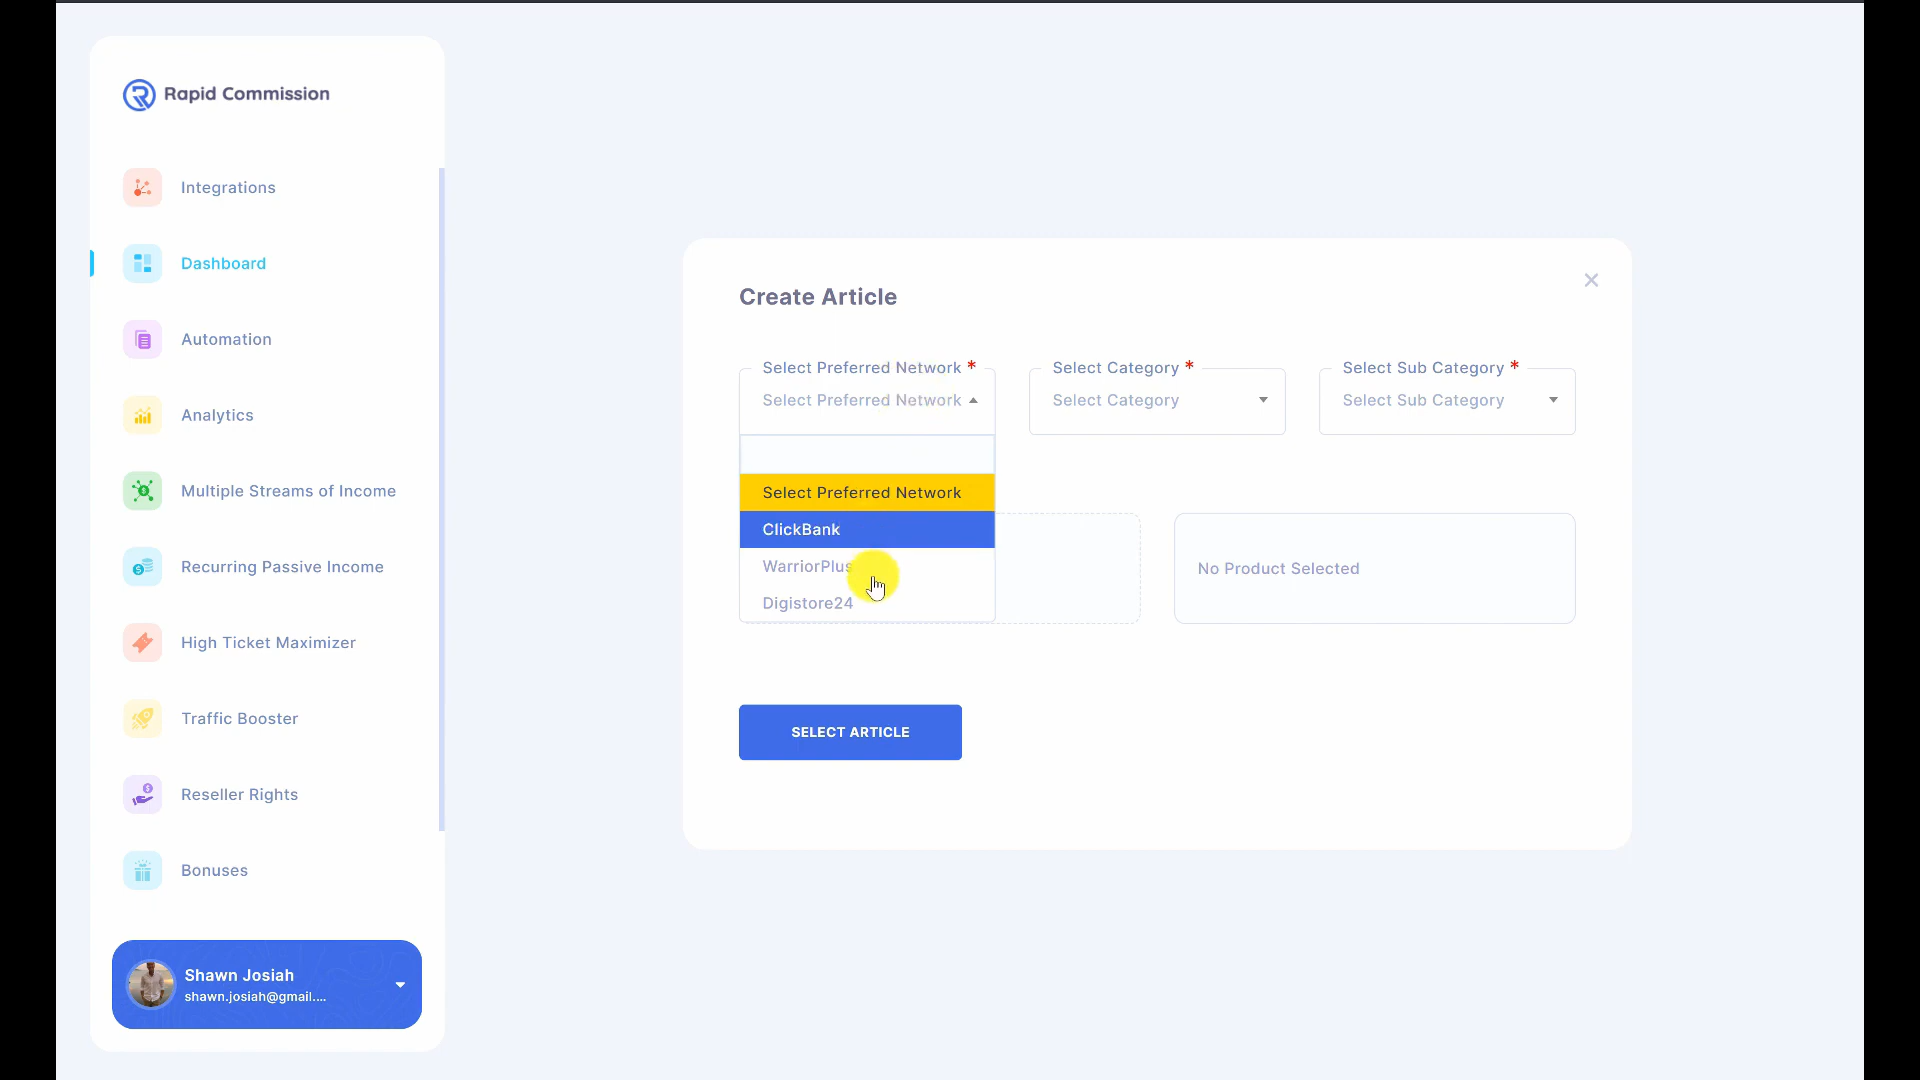 Rapid Commission
Integrations
Dashboard
Automation
Analytics
Multiple Streams of Income
Recurring Passive Income
High Ticket Maximizer
Traffic Booster
Reseller Rights
Bonuses
Shawn Josiah
shawn.josiah@gmail....
Create Article
Select Preferred Network *
Select Preferred Network
Select Category *
Select Category
Select Sub Category *
Select Sub Category
Select Preferred Network
ClickBank
WarriorPlus
Digistore24
No Product Selected
SELECT ARTICLE